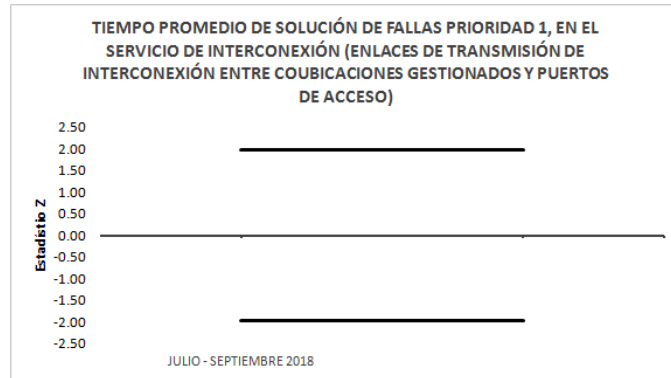 TIEMPO PROMEDIO DE SOLUCIÓN DE FALLAS PRIORIDAD 1, EN EL
SERVICIO DE INTERCONEXIÓN (ENLACES DE TRANSMISIÓN DE
INTERCONEXIÓN ENTRE COUBICACIONES GESTIONADOS Y PUERTOS
DE ACCESO)
2.50
2.00
1.50
1.00
0.50
0.00
-0.50
-1.00
-1.50
-2.00
-2.50
Estadístio Z
JULIO - SEPTIEMBRE 2018